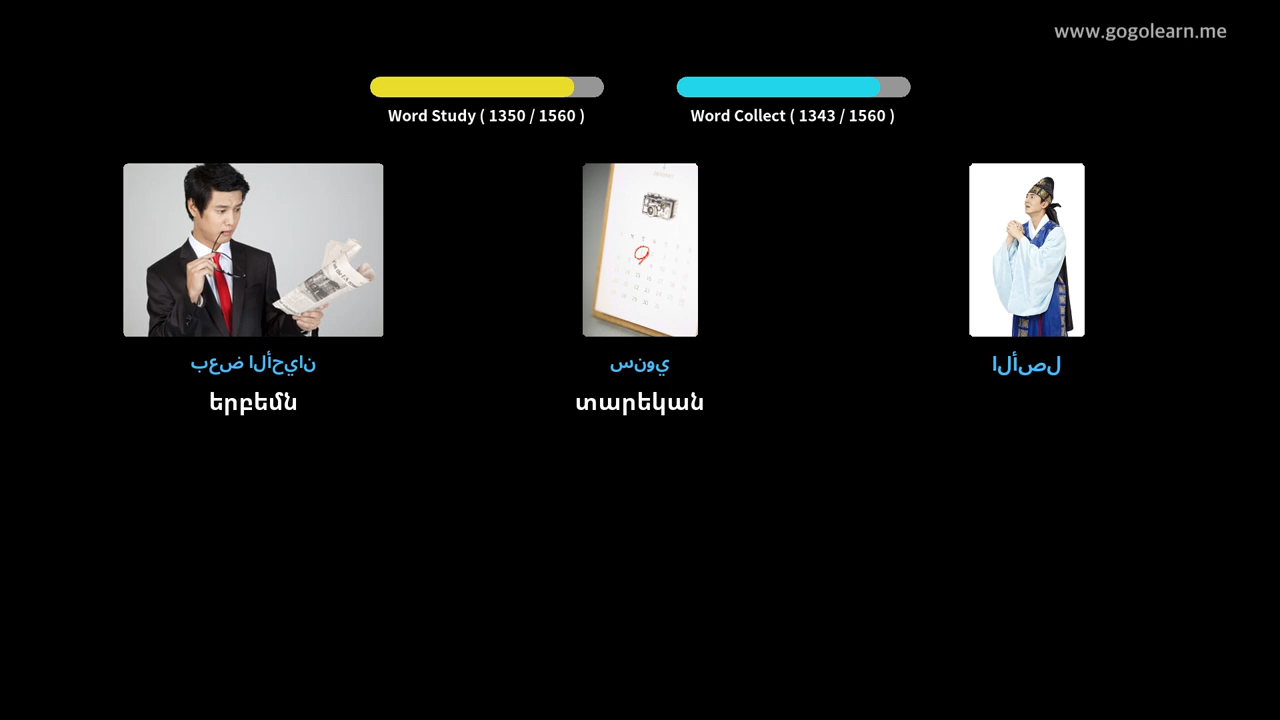 www.gogolearn.me
Word Study ( 1350 / 1560 )
Word Collect ( 1343 / 1560 )
بعض الأحيان
երբեմն
سنوي
տարեկան
الأصل